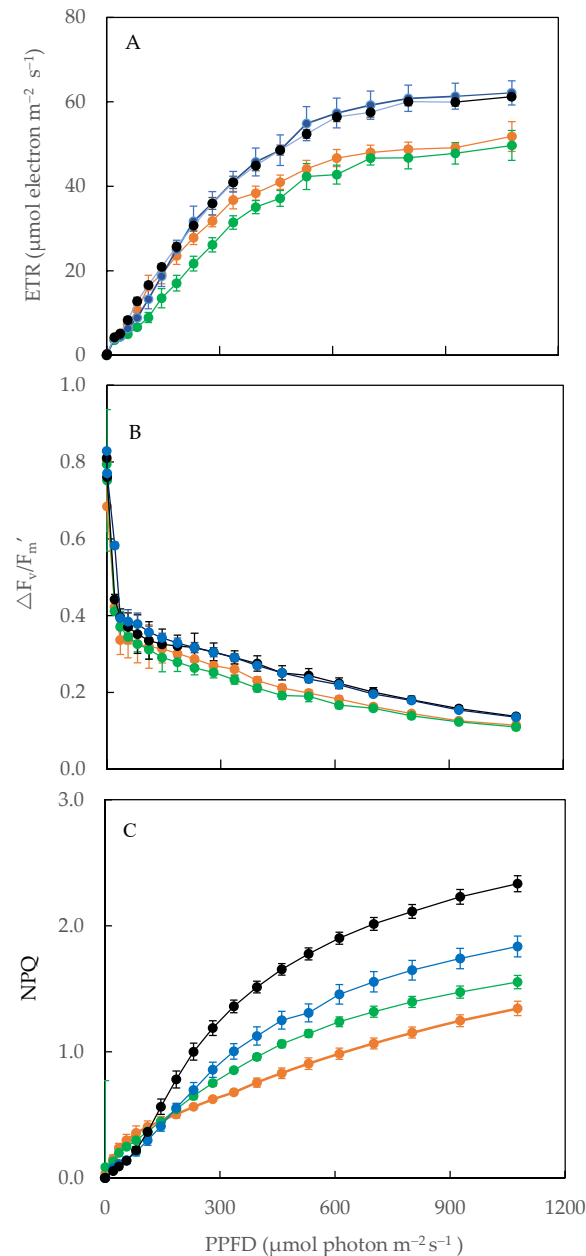 A
ETR (μmol electron m⁻² s⁻¹)
80
60
40
20
0
B
△Fᵥ/Fₘ′
1.0
0.8
0.6
0.4
0.2
0.0
C
NPQ
3.0
2.0
1.0
0.0
0 300 600 900 1200
PPFD (μmol photon m⁻² s⁻¹)